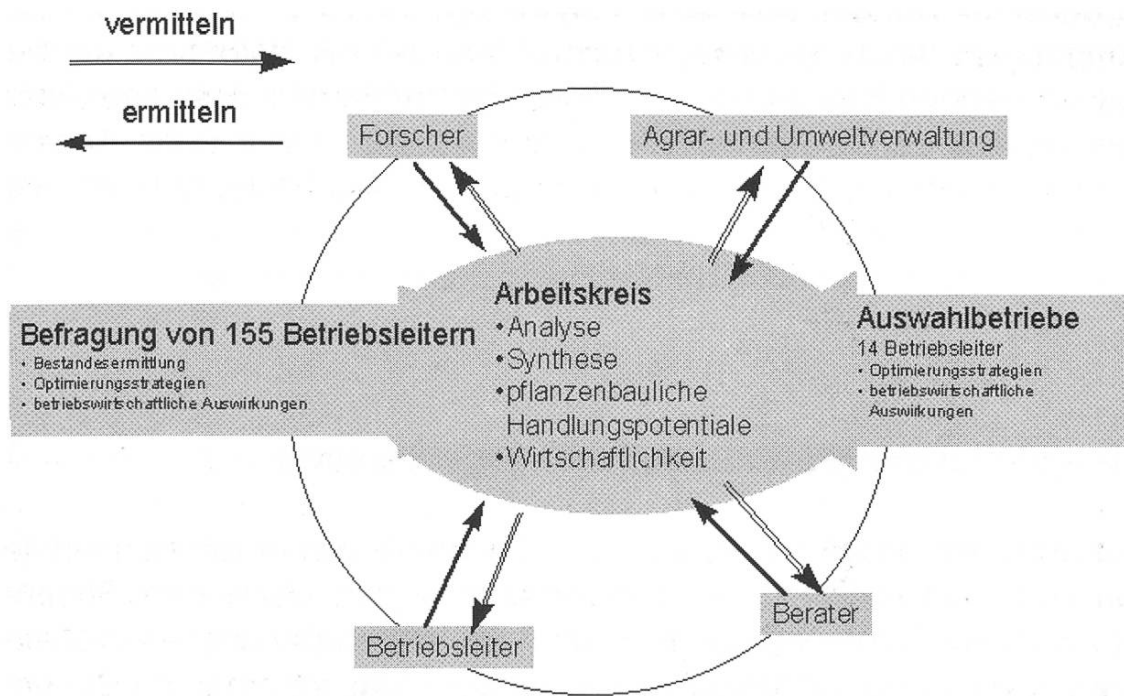 vermitteln
ermitteln
Forscher
Agrar- und Umweltverwaltung
Befragung von 155 Betriebsleitern
• Bestandesermittlung
• Optimierungsstrategien
• betriebswirtschaftliche Auswirkungen
Arbeitskreis
•Analyse
•Synthese
•pflanzenbauliche
Handlungspotentiale
•Wirtschaftlichkeit
Auswahlbetriebe
14 Betriebsleiter
• Optimierungsstrategien
• betriebswirtschaftliche
Auswirkungen
Betriebsleiter
Berater